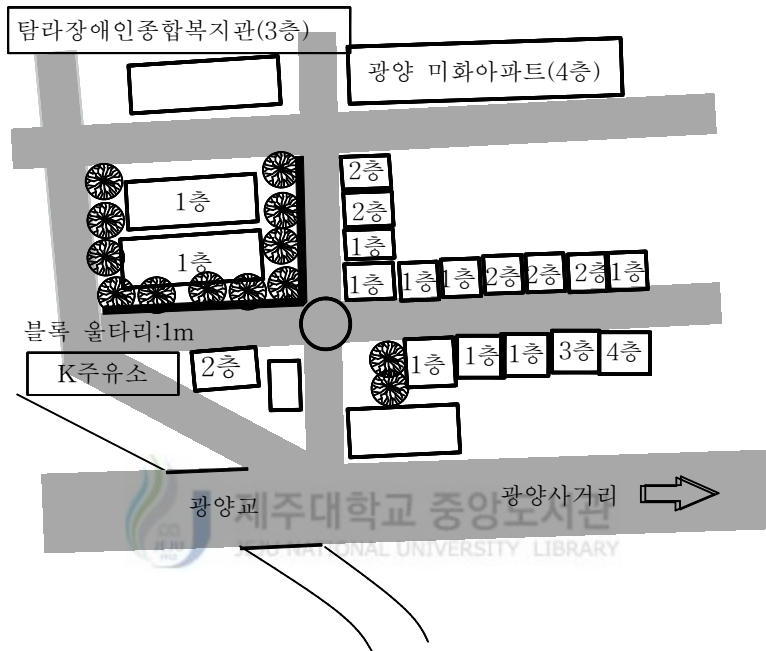 탐라장애인종합복지관(3층)
광양 미화아파트(4층)
2층
1층
2층
1층
1층
1층 1층 1층 2층 2층 2층 1층
블록 울타리:1m
1층 1층 1층 3층 4층
K주유소
2층
광양교
광양사거리
제주대학교 중앙도서관
JEJU NATIONAL UNIVERSITY LIBRARY
JEJU